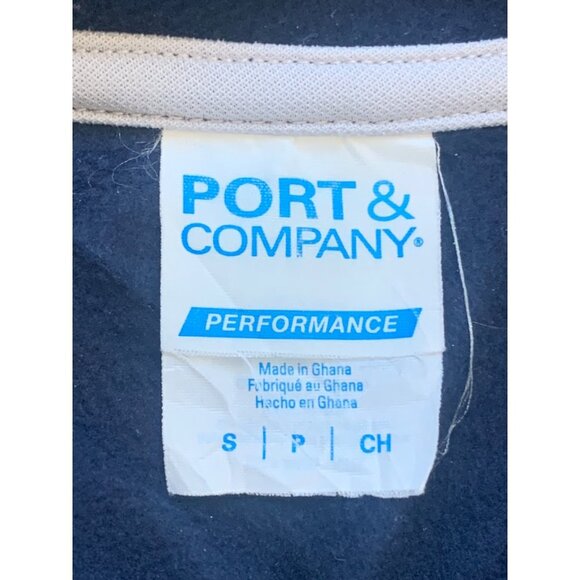 PORT &
COMPANY®
PERFORMANCE
Made in Ghana
Fabriqué au Ghana
Hecho en Ghana
S | P | CH